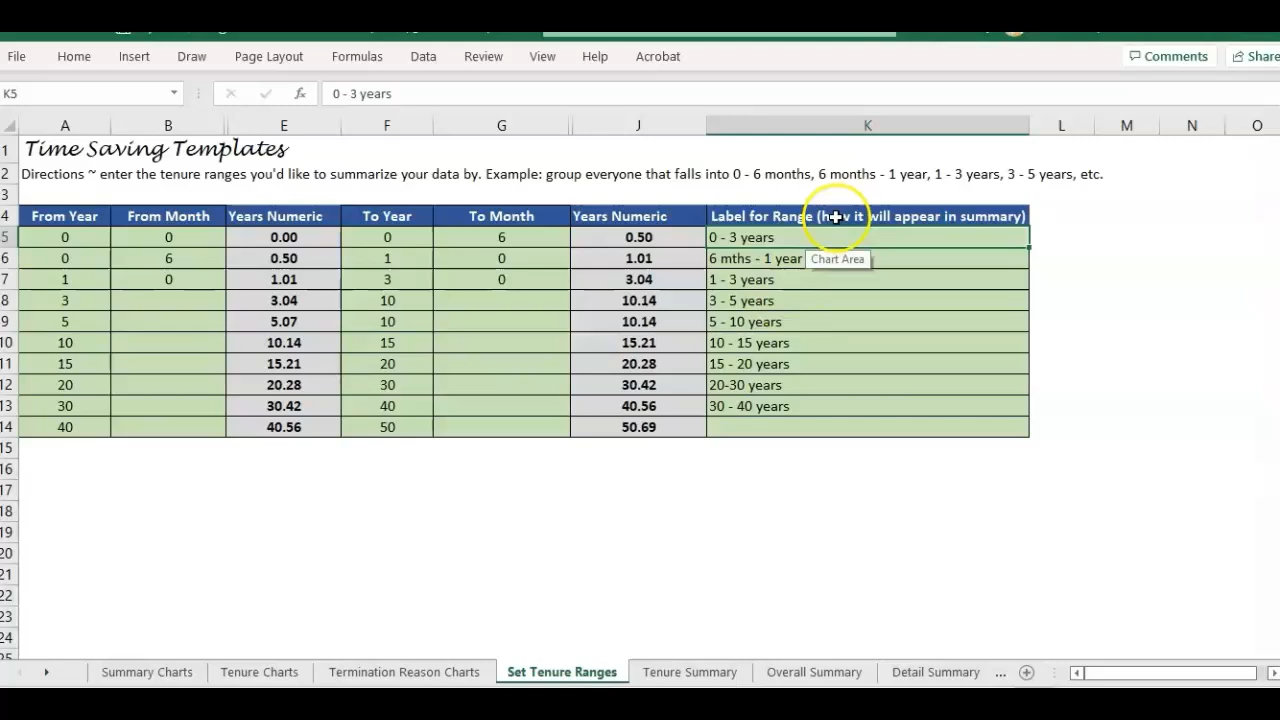 File Home Insert Draw Page Layout Formulas Data Review View Help Acrobat Comments Share
K5 fx 0 - 3 years
A B E F G J K L M N O
1 Time Saving Templates
2 Directions ~ enter the tenure ranges you'd like to summarize your data by. Example: group everyone that falls into 0 - 6 months, 6 months - 1 year, 1 - 3 years, 3 - 5 years, etc.
3
4 From Year From Month Years Numeric To Year To Month Years Numeric Label for Range (how it will appear in summary)
5 0 0 0.00 0 6 0.50 0 - 3 years
6 0 6 0.50 1 0 1.01 6 mths - 1 year Chart Area
7 1 0 1.01 3 0 3.04 1 - 3 years
8 3 3.04 10 10.14 3 - 5 years
9 5 5.07 10 10.14 5 - 10 years
10 10 10.14 15 15.21 10 - 15 years
11 15 15.21 20 20.28 15 - 20 years
12 20 20.28 30 30.42 20-30 years
13 30 30.42 40 40.56 30 - 40 years
14 40 40.56 50 50.69
15
16
17
18
19
20
21
22
23
24
25
Summary Charts Tenure Charts Termination Reason Charts Set Tenure Ranges Tenure Summary Overall Summary Detail Summary ...